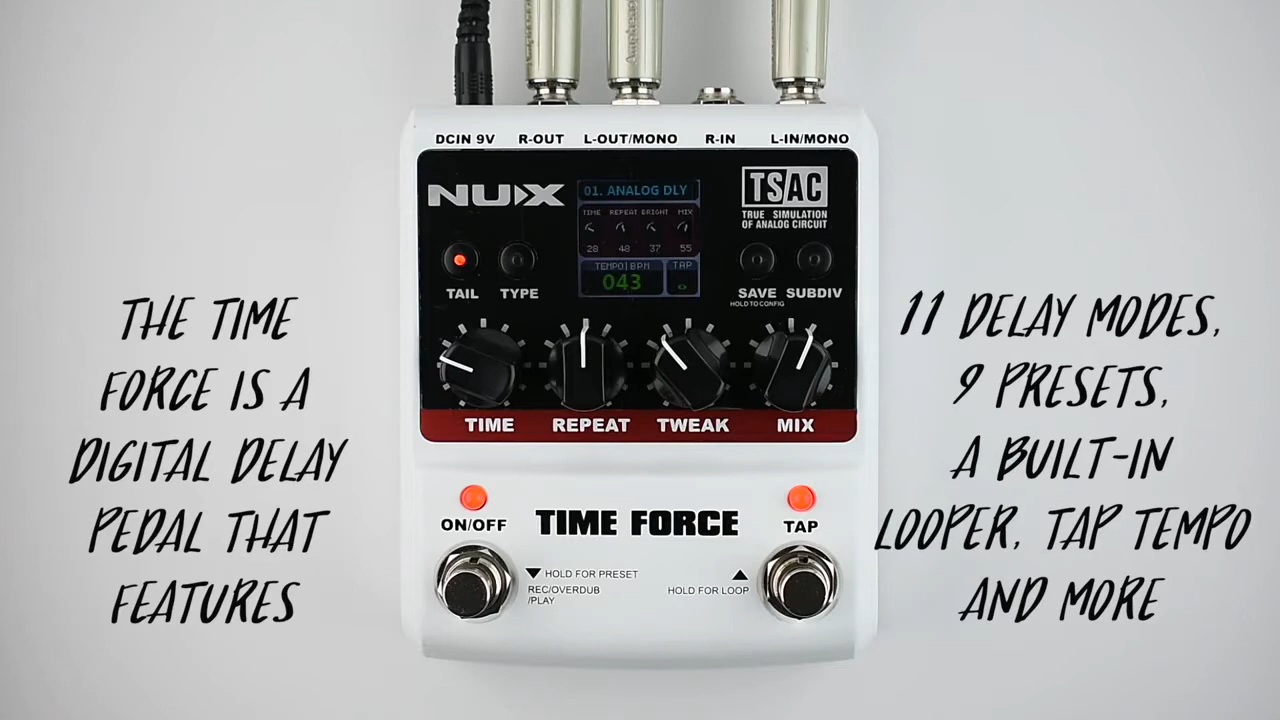 DCIN 9V R-OUT L-OUT/MONO R-IN L-IN/MONO
NUX
01. ANALOG DLY
TIME REPEAT BRIGHT MIX
28 48 37 55
TEMPO|BPM TAP
043
TSAC
TRUE SIMULATION
OF ANALOG CIRCUIT
TAIL TYPE
SAVE SUBDIV
HOLD TO CONFIG
TIME REPEAT TWEAK MIX
ON/OFF
TIME FORCE
TAP
HOLD FOR PRESET
REC/OVERDUB
/PLAY
HOLD FOR LOOP
THE TIME
FORCE IS A
DIGITAL DELAY
PEDAL THAT
FEATURES
11 DELAY MODES,
9 PRESETS,
A BUILT-IN
LOOPER, TAP TEMPO
AND MORE